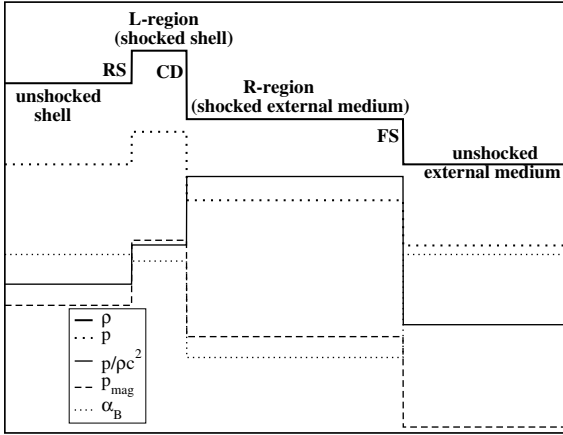 L-region
(shocked shell)
RS
CD
R-region
(shocked external medium)
unshocked
shell
FS
unshocked
external medium
ρ
p
p/ρc²
p_mag
α_B